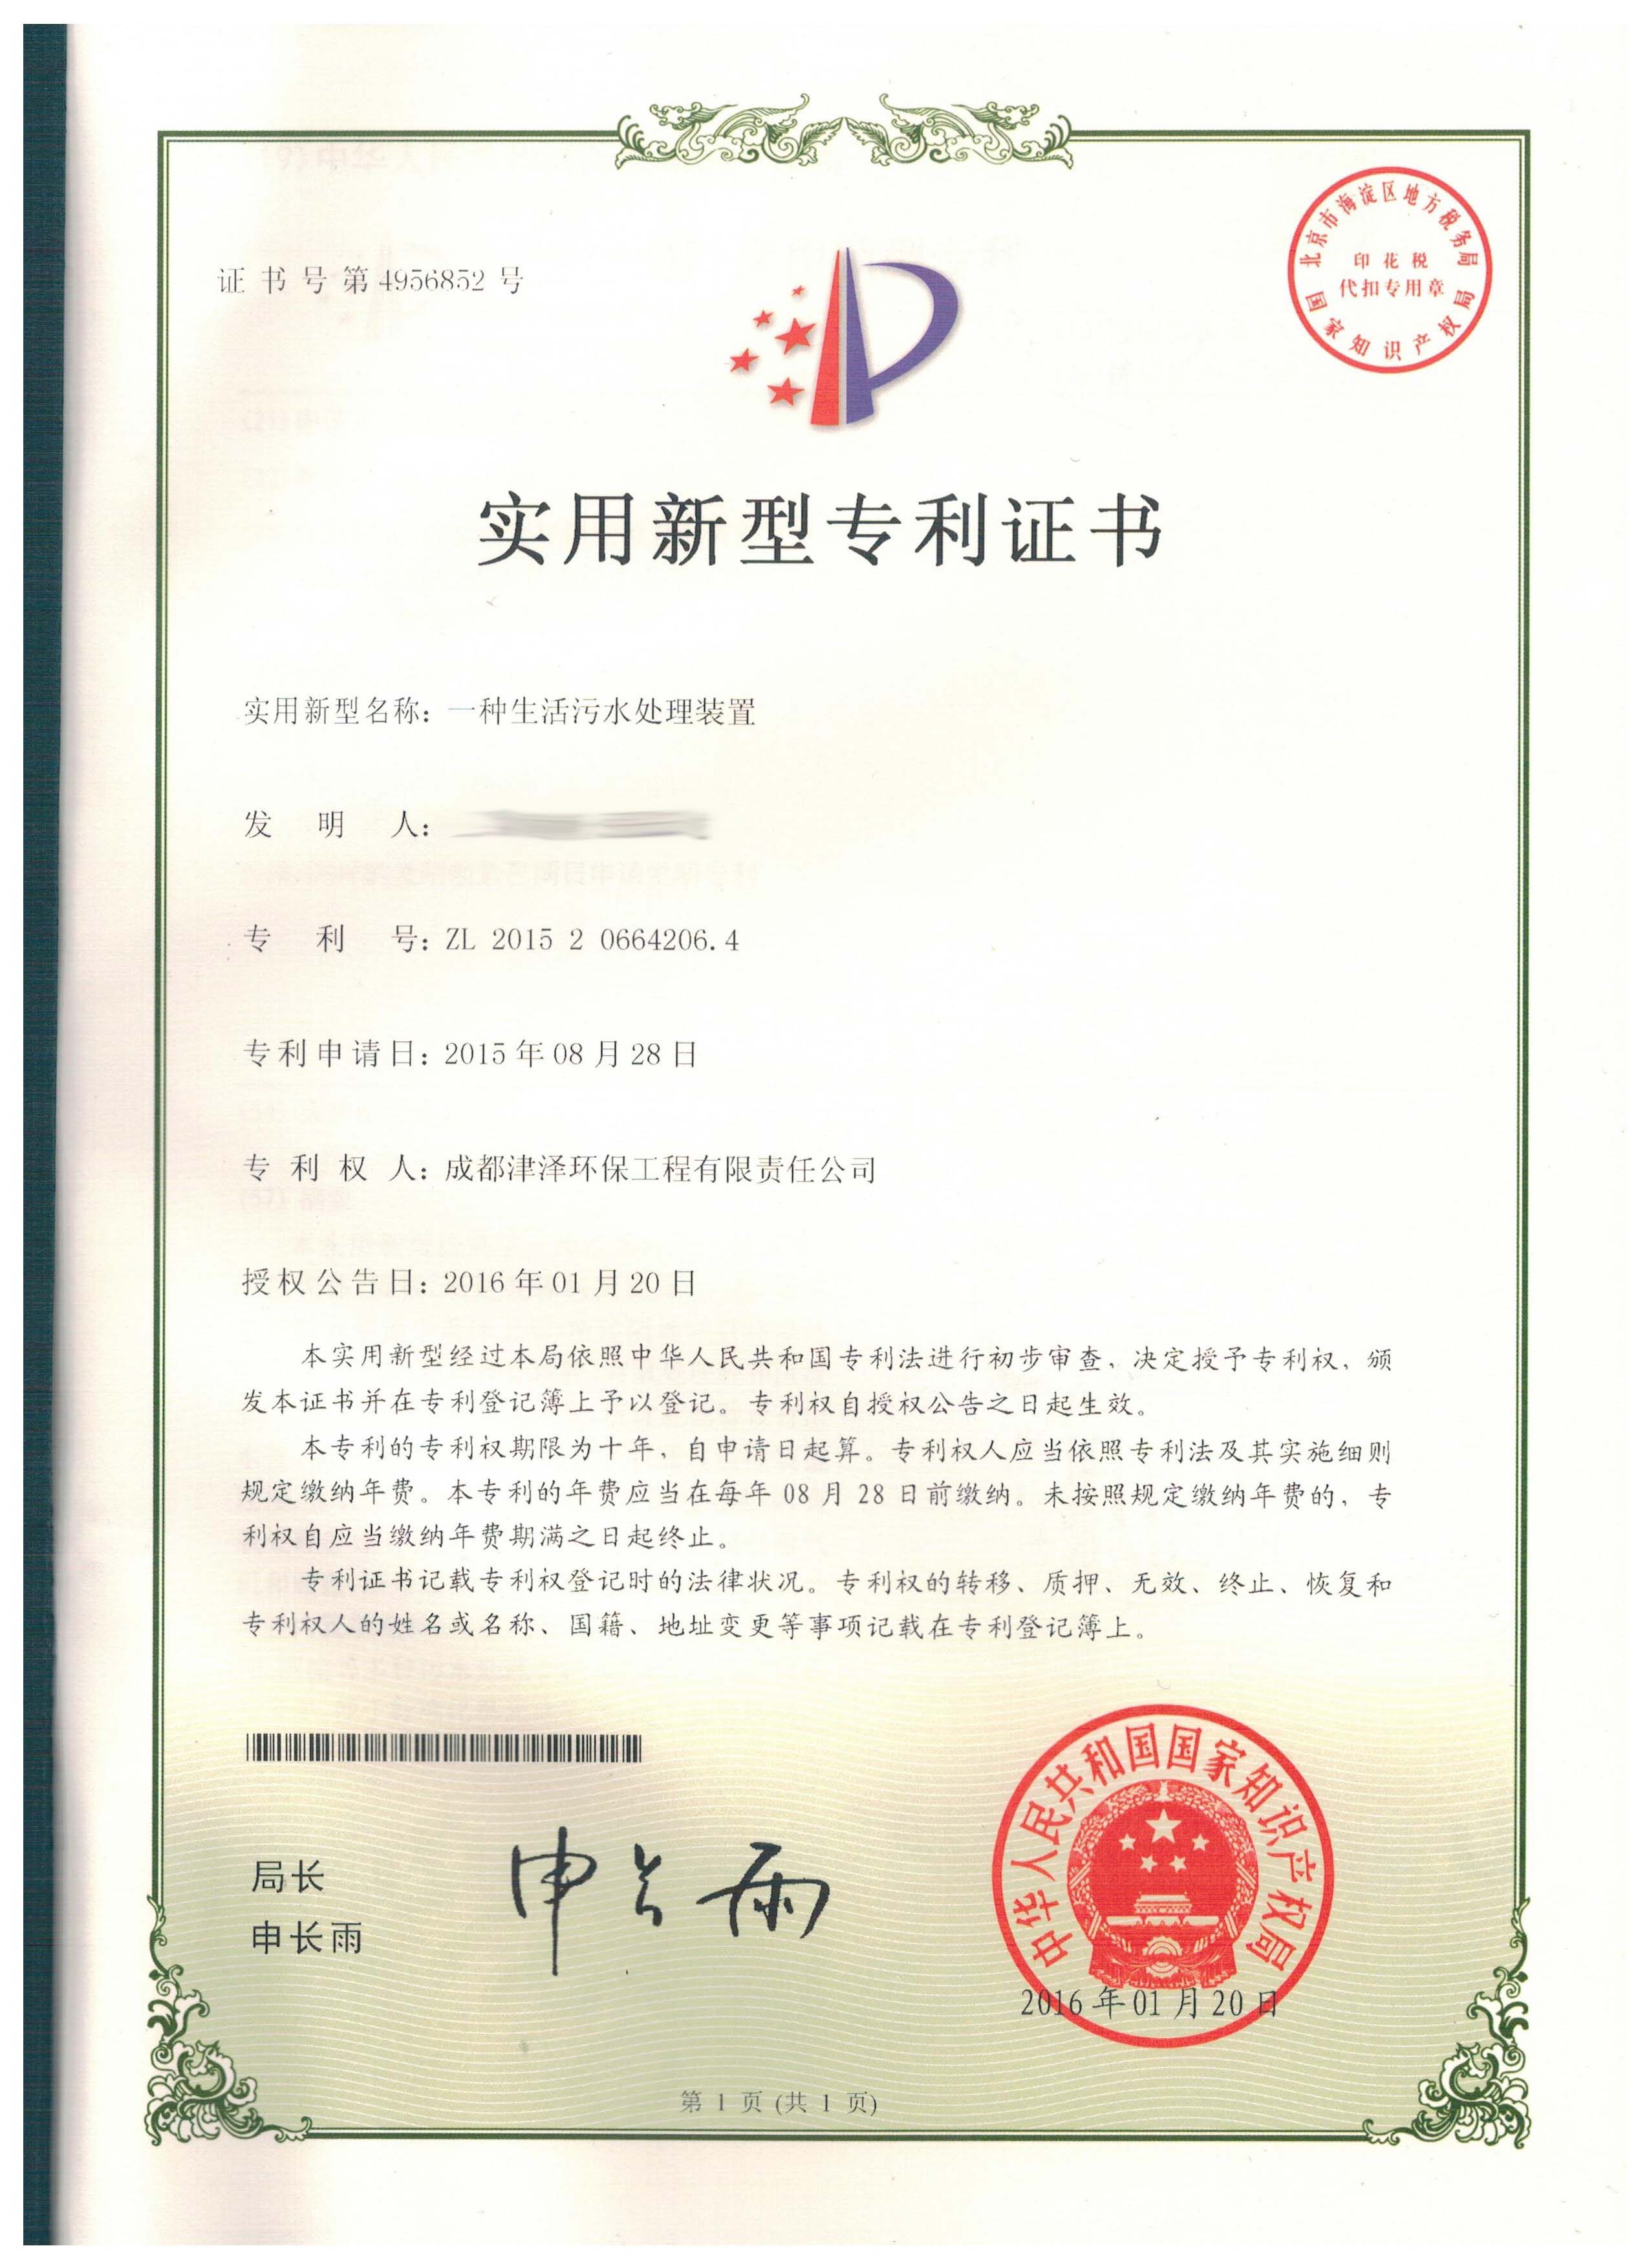 证书号第4956852号
北京市海淀区地方税务局
印花税
代扣专用章
国家知识产权局
实用新型专利证书
实用新型名称：一种生活污水处理装置
发明人：
专利号：ZL 2015 2 0664206.4
专利申请日：2015年08月28日
专利权人：成都津泽环保工程有限责任公司
授权公告日：2016年01月20日
本实用新型经过本局依照中华人民共和国专利法进行初步审查，决定授予专利权，颁
发本证书并在专利登记簿上予以登记。专利权自授权公告之日起生效。
本专利的专利权期限为十年，自申请日起算。专利权人应当依照专利法及其实施细则
规定缴纳年费。本专利的年费应当在每年08月28日前缴纳。未按照规定缴纳年费的，专
利权自应当缴纳年费期满之日起终止。
专利证书记载专利权登记时的法律状况。专利权的转移、质押、无效、终止、恢复和
专利权人的姓名或名称、国籍、地址变更等事项记载在专利登记簿上。
局长
申长雨
申长雨
中华人民共和国国家知识产权局
2016年01月20日
第1页(共1页)